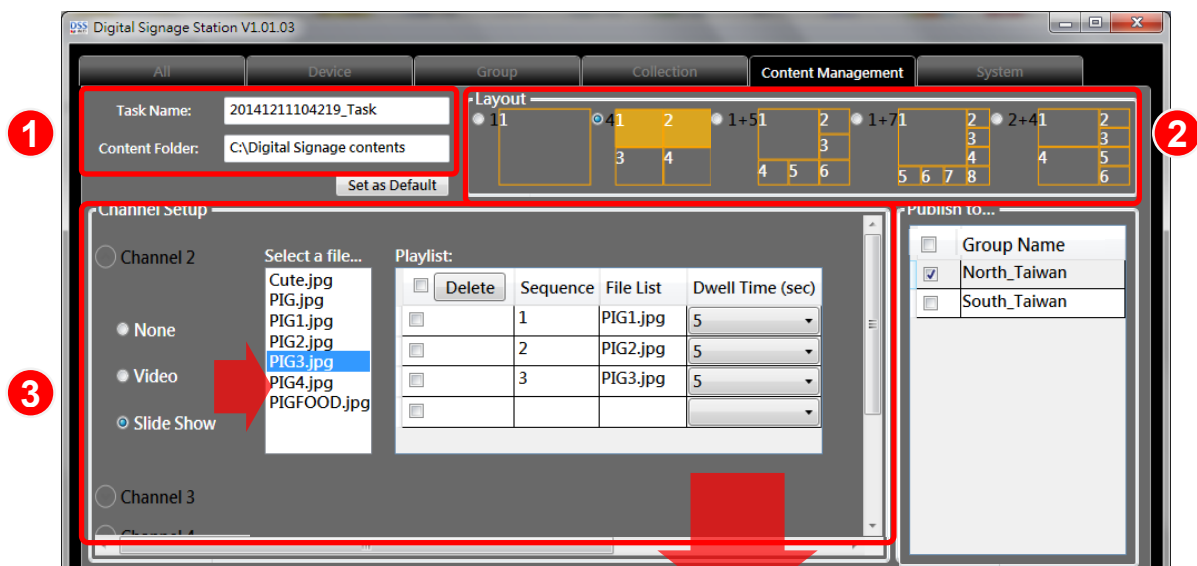 DSS Digital Signage Station V1.01.03
All Device Group Collection Content Management System
1
Task Name: 20141211104219_Task
Content Folder: C:\Digital Signage contents
Set as Default
Layout
1 1
4 1 2
3 4
1+5 1 2
3
4 5 6
1+7 1 2
3
4
5 6 7 8
2+4 1 2
3
4 5
6
2
Channel Setup
3
Channel 2
None
Video
Slide Show
Channel 3
Channel 4
Select a file...
Cute.jpg
PIG.jpg
PIG1.jpg
PIG2.jpg
PIG3.jpg
PIG4.jpg
PIGFOOD.jpg
Playlist:
Delete Sequence File List Dwell Time (sec)
1 PIG1.jpg 5
2 PIG2.jpg 5
3 PIG3.jpg 5
Publish to...
Group Name
North_Taiwan
South_Taiwan